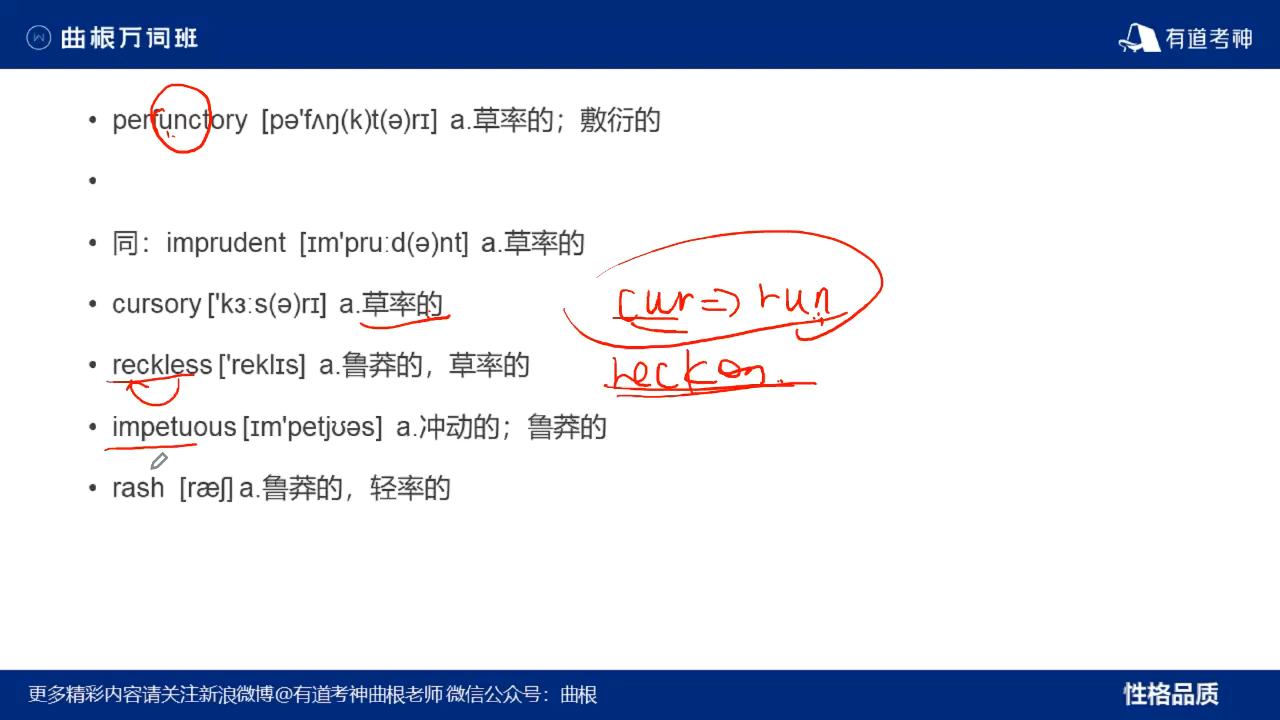 曲根万词班
有道考神
• perfunctory [pə'fʌŋ(k)t(ə)rɪ] a.草率的；敷衍的
•
• 同：imprudent [ɪm'pruːd(ə)nt] a.草率的
• cursory ['kɜːs(ə)rɪ] a.草率的
cur => run
• reckless ['reklɪs] a.鲁莽的，草率的
reckon
• impetuous [ɪm'petjʊəs] a.冲动的；鲁莽的
• rash [ræʃ] a.鲁莽的，轻率的
更多精彩内容请关注新浪微博@有道考神曲根老师 微信公众号：曲根
性格品质